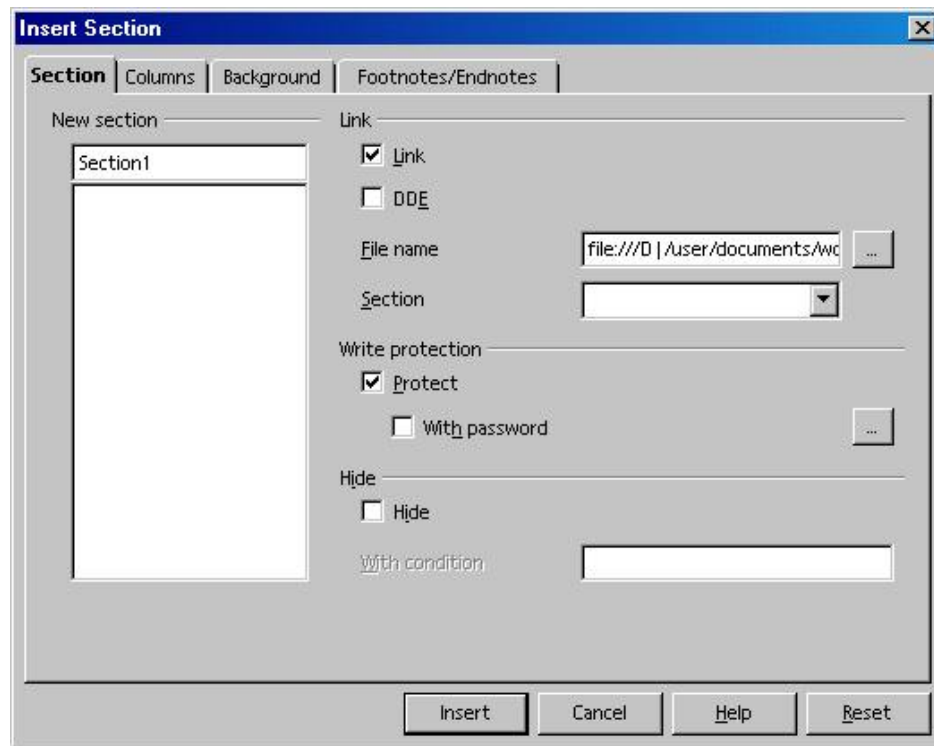 Insert Section
Section Columns Background Footnotes/Endnotes
New section
Section1
Link
Link
DDE
File name file:///D|/user/documents/wo ...
Section
Write protection
Protect
With password ...
Hide
Hide
With condition
Insert Cancel Help Reset